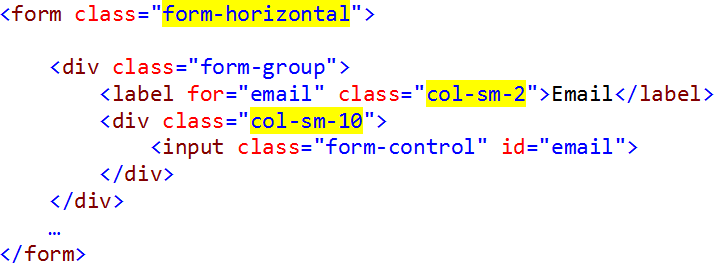 <form class="form-horizontal">
<div class="form-group">
<label for="email" class="col-sm-2">Email</label>
<div class="col-sm-10">
<input class="form-control" id="email">
</div>
</div>
…
</form>